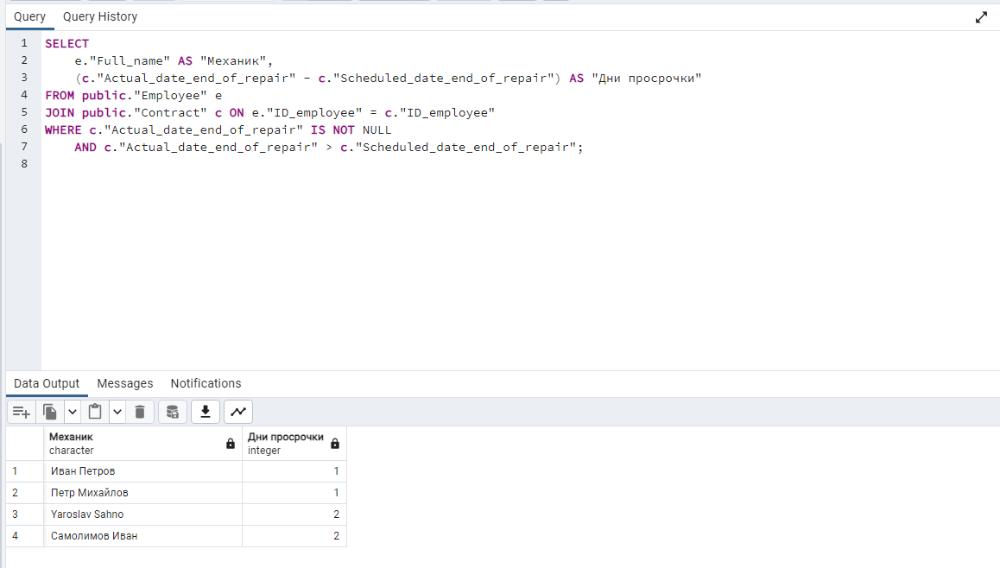 Query Query History
1 SELECT
2 e."Full_name" AS "Механик",
3 (c."Actual_date_end_of_repair" - c."Scheduled_date_end_of_repair") AS "Дни просрочки"
4 FROM public."Employee" e
5 JOIN public."Contract" c ON e."ID_employee" = c."ID_employee"
6 WHERE c."Actual_date_end_of_repair" IS NOT NULL
7 AND c."Actual_date_end_of_repair" > c."Scheduled_date_end_of_repair";
8
Data Output Messages Notifications
Механик Дни просрочки
character integer
1 Иван Петров 1
2 Петр Михайлов 1
3 Yaroslav Sahno 2
4 Самолимов Иван 2